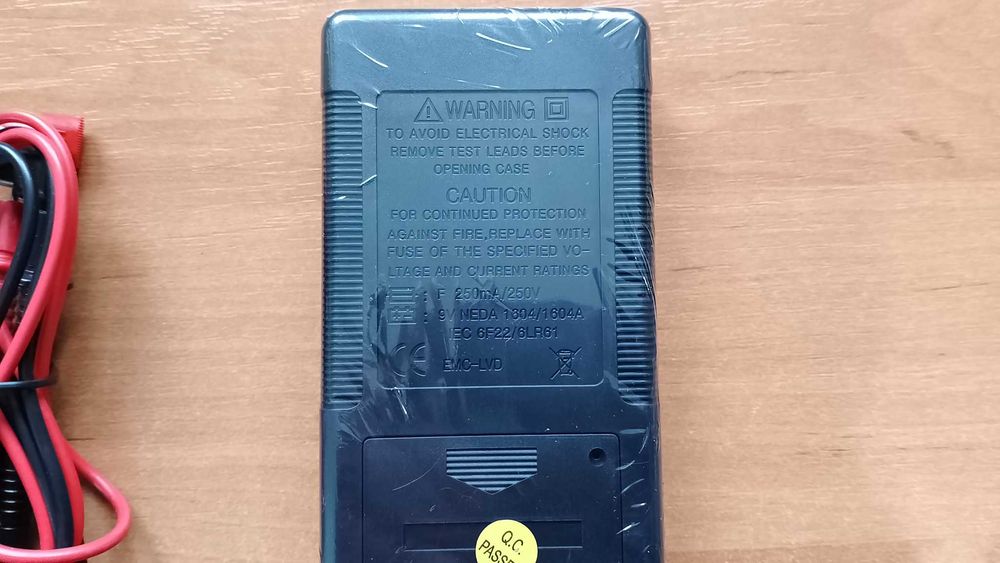 WARNING
TO AVOID ELECTRICAL SHOCK
REMOVE TEST LEADS BEFORE
OPENING CASE
CAUTION
FOR CONTINUED PROTECTION
AGAINST FIRE,REPLACE WITH
FUSE OF THE SPECIFIED VO-
LTAGE AND CURRENT RATINGS
: F 250mA/250V
: 9V NEDA 1604/1604A
IEC 6F22/6LR61
CE EMC-LVD
Q.C.